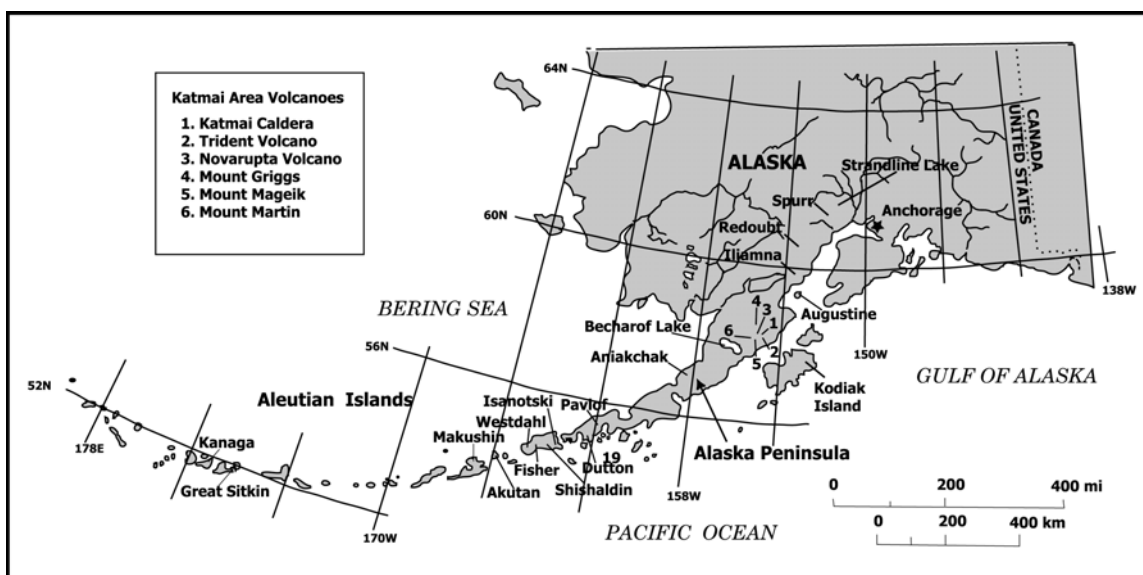 Katmai Area Volcanoes
1. Katmai Caldera
2. Trident Volcano
3. Novarupta Volcano
4. Mount Griggs
5. Mount Mageik
6. Mount Martin
64N
CANADA
UNITED STATES
ALASKA
Strandline Lake
Spurr
Anchorage
60N
Redoubt
Iliamna
138W
BERING SEA
4
3
Augustine
Becharof Lake
6
1
2
150W
56N
Aniakchak
5
GULF OF ALASKA
Kodiak
Island
52N
Aleutian Islands
Isanotski
Pavlof
Westdahl
178E
Kanaga
Makushin
19
Alaska Peninsula
Great Sitkin
Fisher
Dutton
Akutan
Shishaldin
158W
0 200 400 mi
170W
PACIFIC OCEAN
0 200 400 km